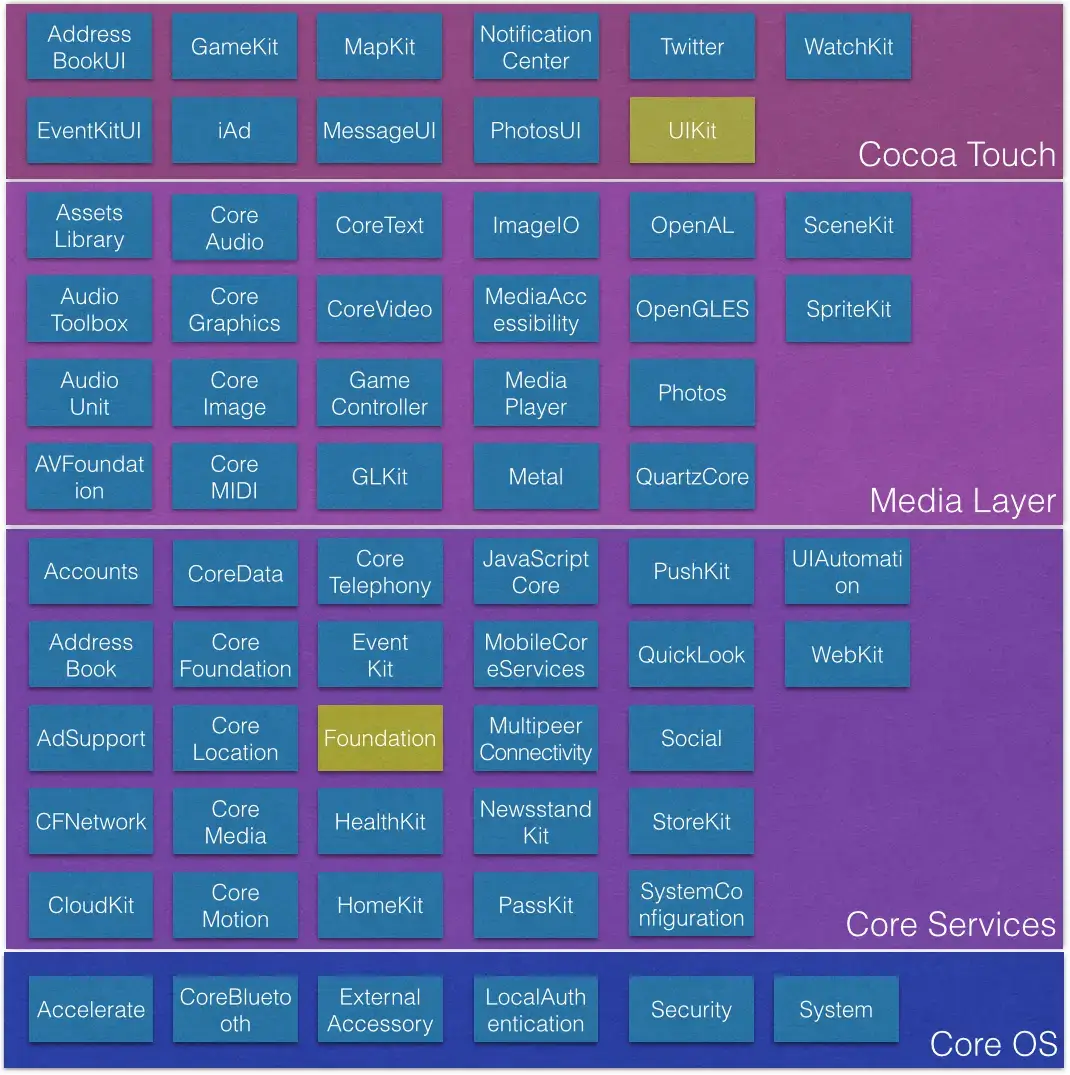 Address
BookUI
GameKit
MapKit
Notification
Center
Twitter
WatchKit
EventKitUI
iAd
MessageUI
PhotosUI
UIKit
Cocoa Touch
Assets
Library
Core
Audio
CoreText
ImageIO
OpenAL
SceneKit
Audio
Toolbox
Core
Graphics
CoreVideo
MediaAcc
essibility
OpenGLES
SpriteKit
Audio
Unit
Core
Image
Game
Controller
Media
Player
Photos
AVFoundat
ion
Core
MIDI
GLKit
Metal
QuartzCore
Media Layer
Accounts
CoreData
Core
Telephony
JavaScript
Core
PushKit
UIAutomati
on
Address
Book
Core
Foundation
Event
Kit
MobileCor
eServices
QuickLook
WebKit
AdSupport
Core
Location
Foundation
Multipeer
Connectivity
Social
CFNetwork
Core
Media
HealthKit
Newsstand
Kit
StoreKit
CloudKit
Core
Motion
HomeKit
PassKit
SystemCo
nfiguration
Core Services
Accelerate
CoreBlueto
oth
External
Accessory
LocalAuth
entication
Security
System
Core OS